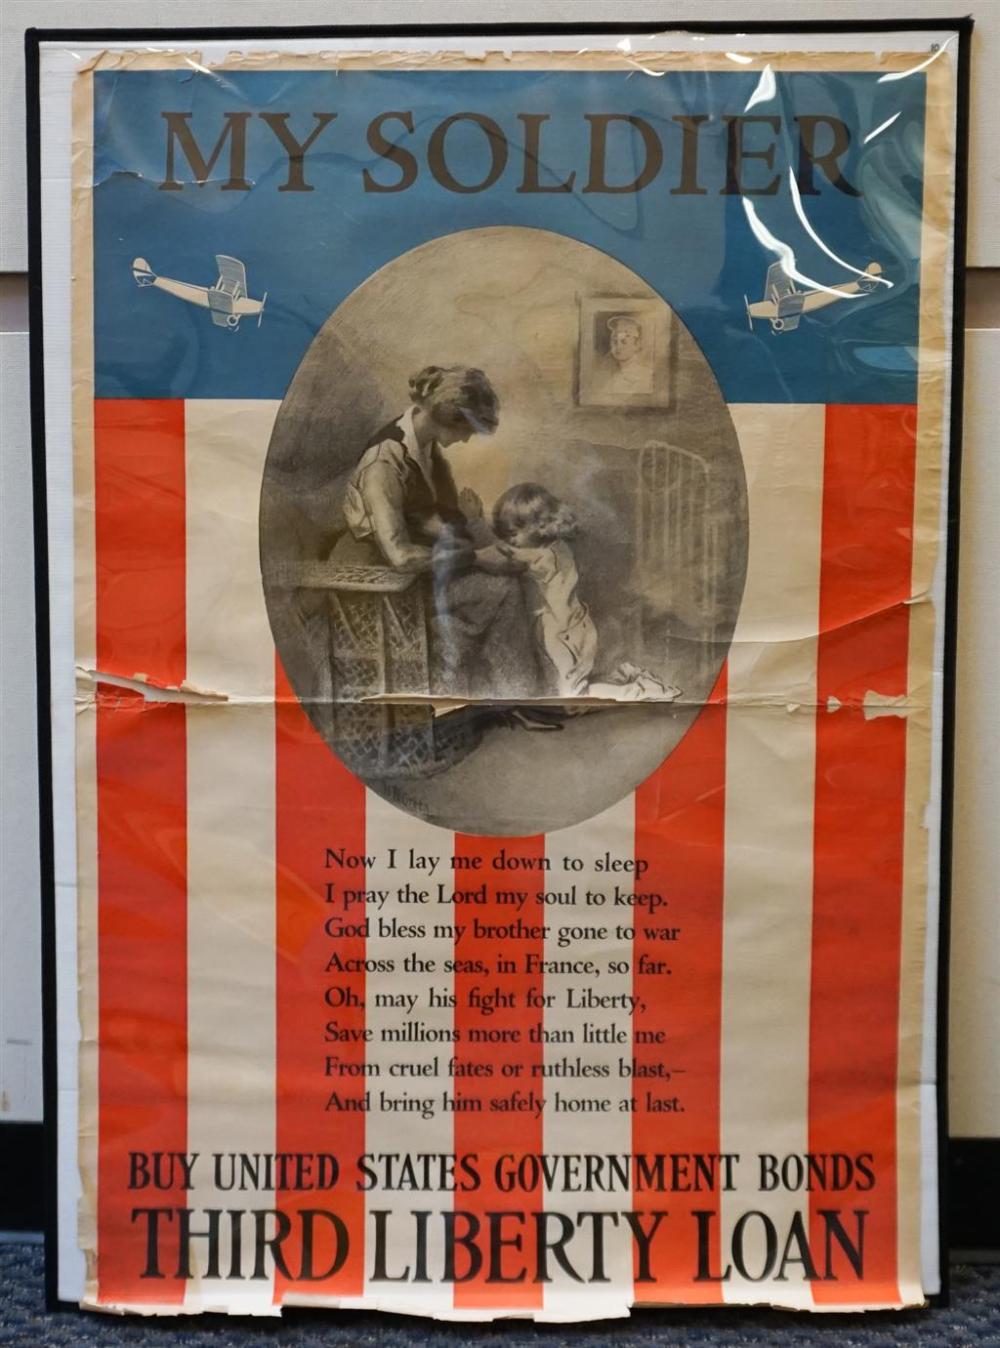 MY SOLDIER
Now I lay me down to sleep
I pray the Lord my soul to keep.
God bless my brother gone to war
Across the seas, in France, so far.
Oh, may his fight for Liberty,
Save millions more than little me
From cruel fates or ruthless blast,—
And bring him safely home at last.
BUY UNITED STATES GOVERNMENT BONDS
THIRD LIBERTY LOAN